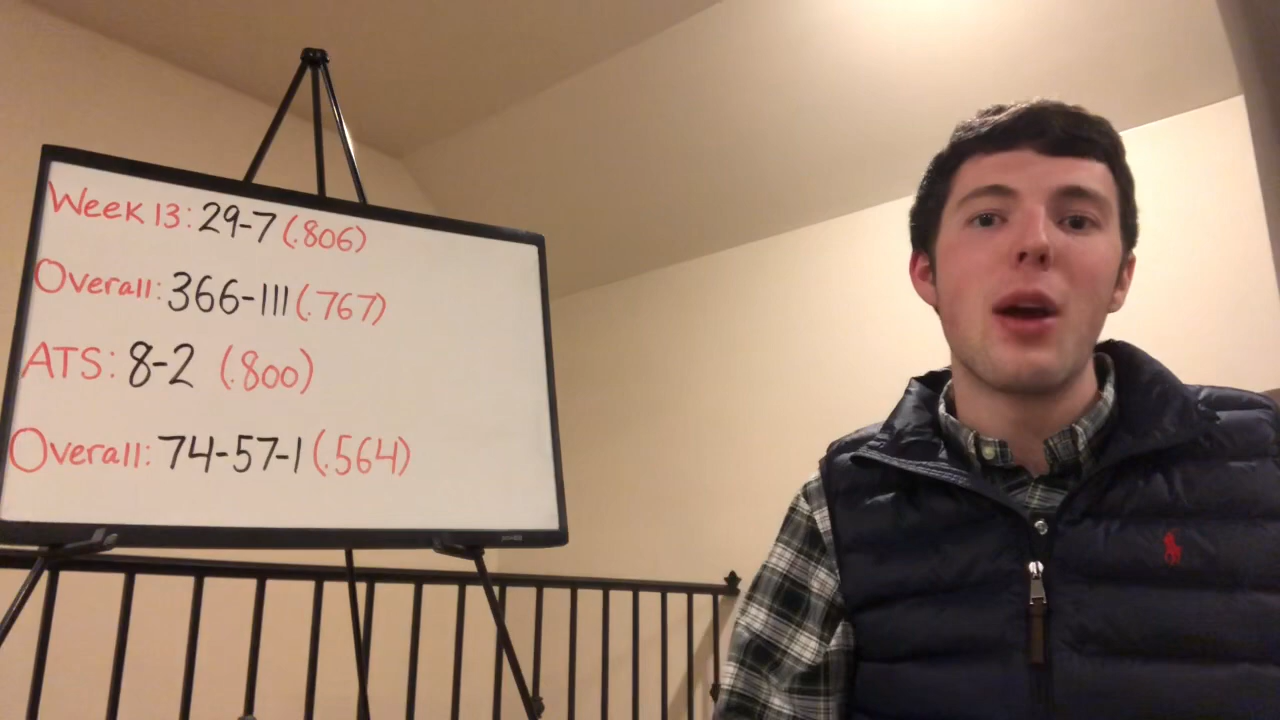 Week 13: 29-7 (.806)
Overall: 366-111 (.767)
ATS: 8-2 (.800)
Overall: 74-57-1 (.564)